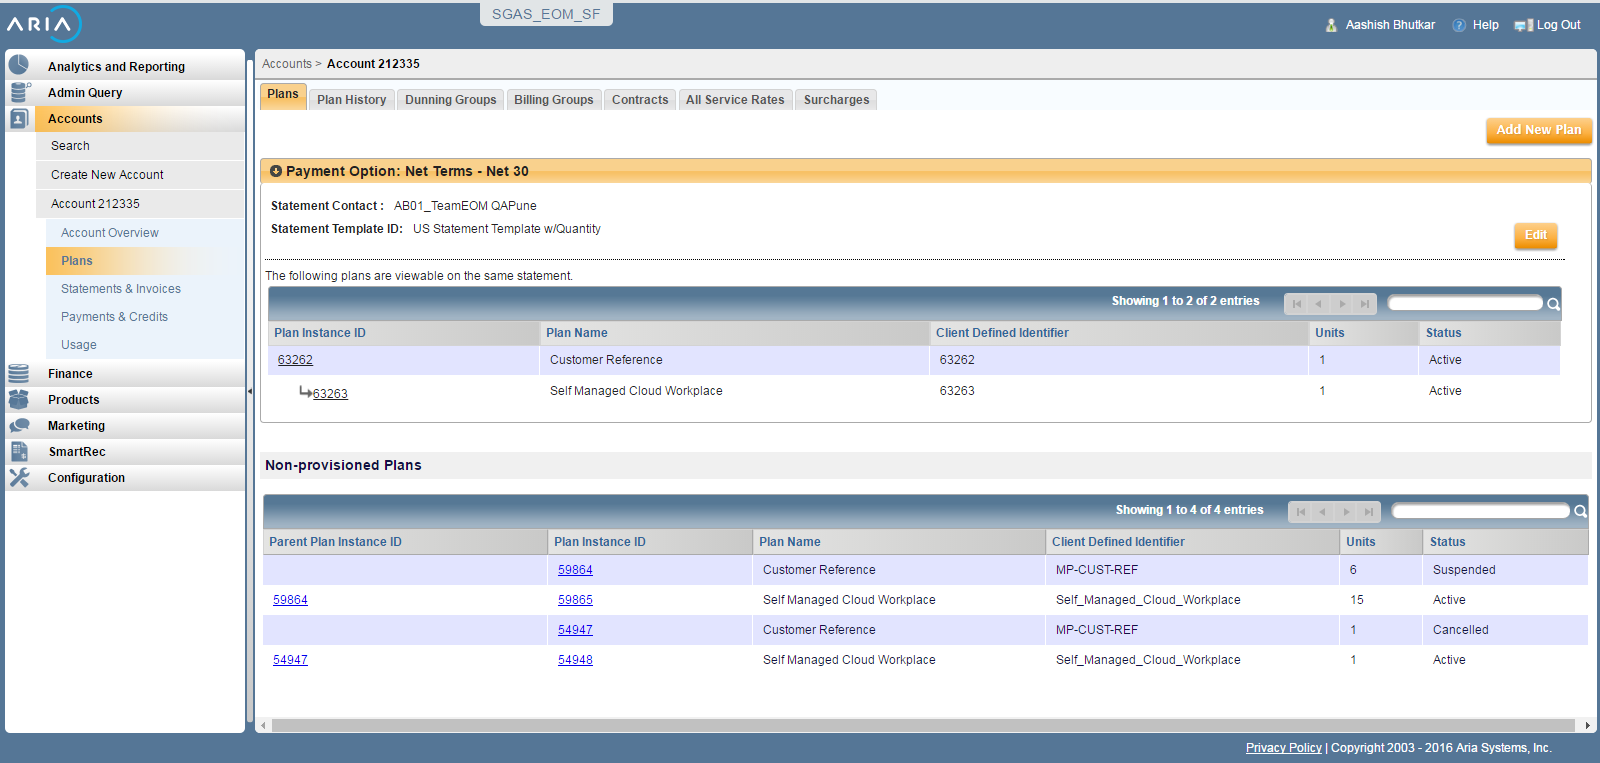 SGAS_EOM_SF
ARIA
Aashish Bhutkar Help Log Out
Analytics and Reporting
Admin Query
Accounts
Search
Create New Account
Account 212335
Account Overview
Plans
Statements & Invoices
Payments & Credits
Usage
Finance
Products
Marketing
SmartRec
Configuration
Accounts > Account 212335
Plans Plan History Dunning Groups Billing Groups Contracts All Service Rates Surcharges
Add New Plan
Payment Option: Net Terms - Net 30
Statement Contact : AB01_TeamEOM QAPune
Statement Template ID: US Statement Template w/Quantity
Edit
The following plans are viewable on the same statement.
Showing 1 to 2 of 2 entries
Plan Instance ID Plan Name Client Defined Identifier Units Status
63262 Customer Reference 63262 1 Active
63263 Self Managed Cloud Workplace 63263 1 Active
Non-provisioned Plans
Showing 1 to 4 of 4 entries
Parent Plan Instance ID Plan Instance ID Plan Name Client Defined Identifier Units Status
59864 Customer Reference MP-CUST-REF 6 Suspended
59864 59865 Self Managed Cloud Workplace Self_Managed_Cloud_Workplace 15 Active
54947 Customer Reference MP-CUST-REF 1 Cancelled
54947 54948 Self Managed Cloud Workplace Self_Managed_Cloud_Workplace 1 Active
Privacy Policy | Copyright 2003 - 2016 Aria Systems, Inc.